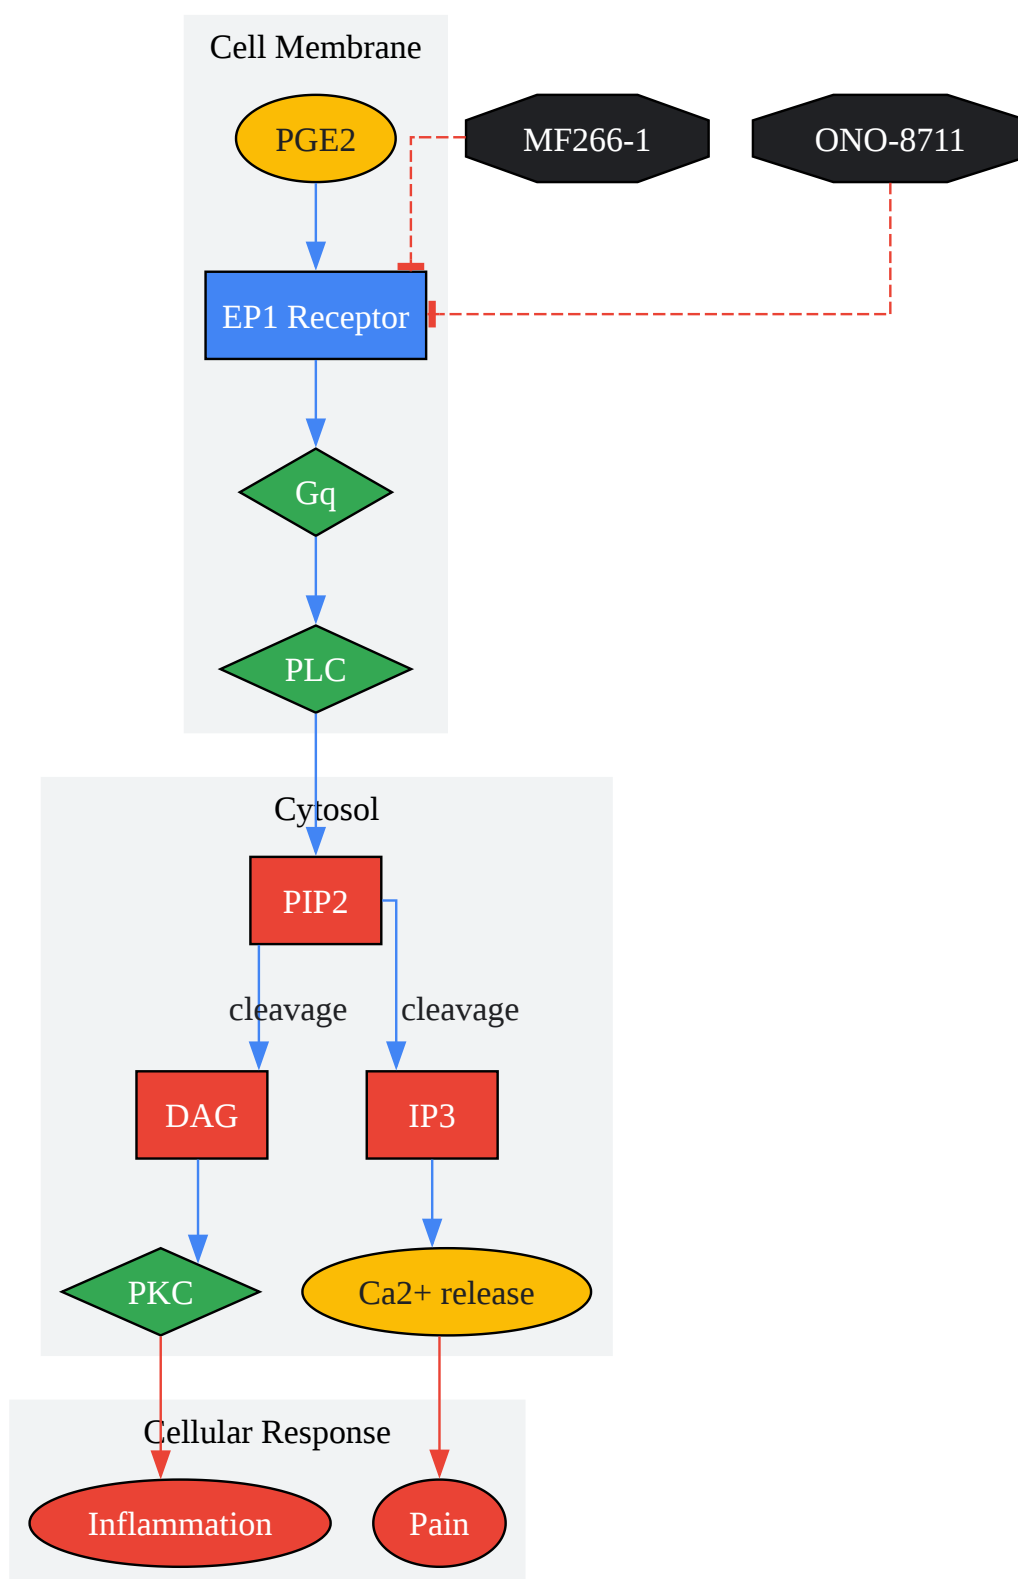 Cell Membrane
PGE2
MF266-1
ONO-8711
EP1 Receptor
Gq
PLC
Cytosol
PIP2
cleavage
cleavage
DAG
IP3
PKC
Ca2+ release
Cellular Response
Inflammation
Pain